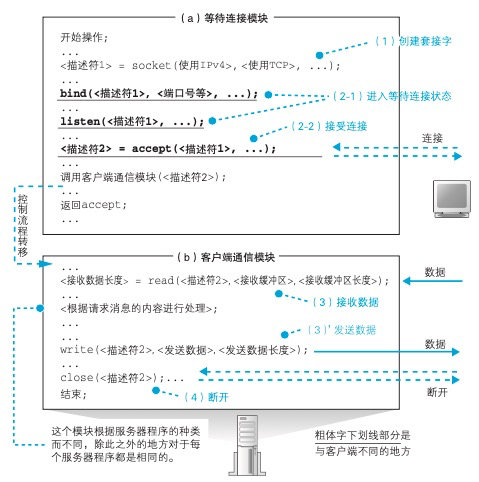 (a) 等待连接模块
开始操作;
(1) 创建套接字
...
<描述符1> = socket(使用IPv4>,<使用TCP>, ...);
...
bind(<描述符1>, <端口号等>, ...);
(2-1) 进入等待连接状态
...
listen(<描述符1>, ...);
(2-2) 接受连接
...
<描述符2> = accept(<描述符1>, ...);
连接
...
调用客户端通信模块(<描述符2>);
...
返回accept;
...
控制流程转移
(b) 客户端通信模块
...
<接收数据长度> = read(<描述符2>,<接收缓冲区>,<接收缓冲区长度>);
数据
...
(3) 接收数据
<根据请求消息的内容进行处理>;
...
(3)' 发送数据
...
write(<描述符2>,<发送数据>,<发送数据长度>);
数据
...
close(<描述符2>);...
断开
结束;
(4) 断开
这个模块根据服务器程序的种类
而不同，除此之外的地方对于每
个服务器程序都是相同的。
粗体字下划线部分是
与客户端不同的地方